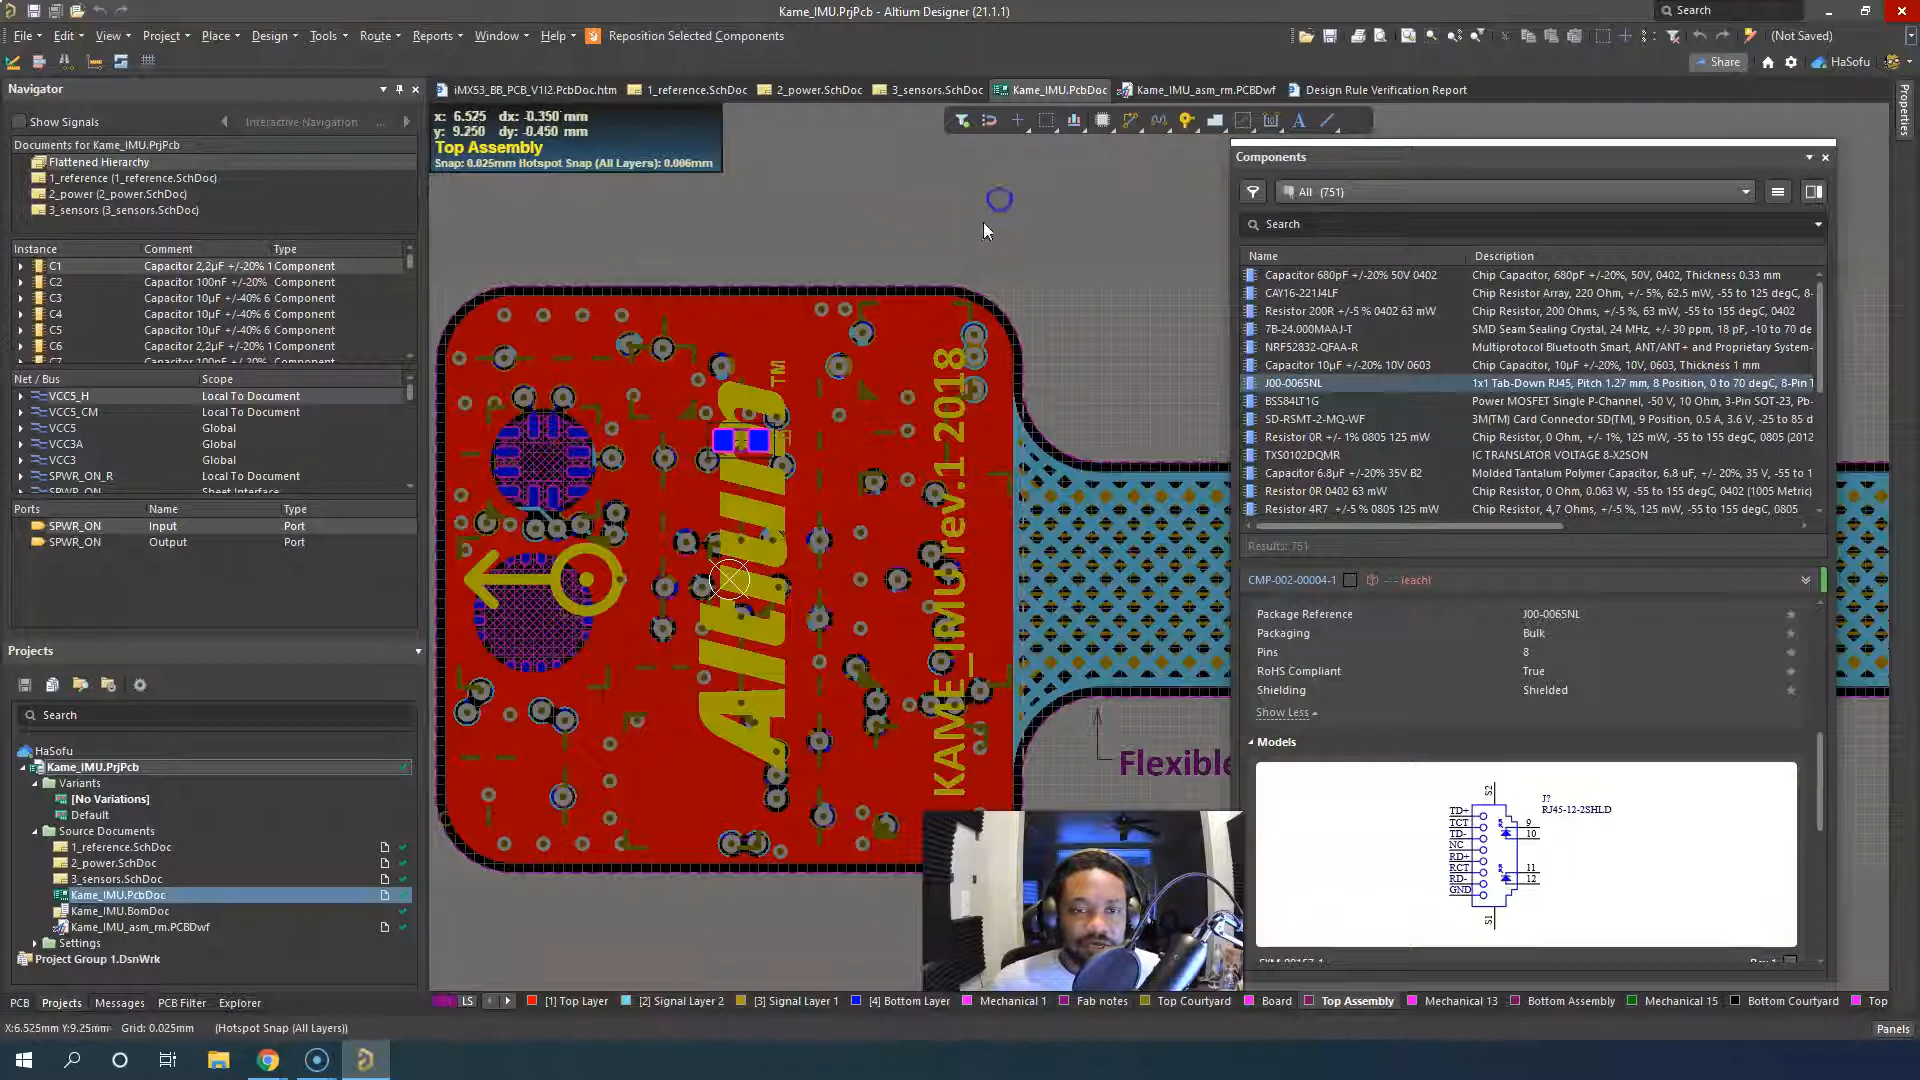 Kame_IMU.PrjPcb - Altium Designer (21.1.1)
Search
File Edit View Project Place Design Tools Route Reports Window Help Reposition Selected Components
(Not Saved)
Share
HaSofu
Navigator
Show Signals
Interactive Navigation ...
Documents for Kame_IMU.PrjPcb
Flattened Hierarchy
1_reference (1_reference.SchDoc)
2_power (2_power.SchDoc)
3_sensors (3_sensors.SchDoc)
Instance Comment Type
C1 Capacitor 2,2µF +/-20% 1 Component
C2 Capacitor 100nF +/-20% Component
C3 Capacitor 10µF +/-40% 6 Component
C4 Capacitor 10µF +/-40% 6 Component
C5 Capacitor 10µF +/-40% 6 Component
C6 Capacitor 2,2µF +/-20% 1 Component
C7 Capacitor 100nF +/-20% Component
Net / Bus Scope
VCC5_H Local To Document
VCC5_CM Local To Document
VCC5 Global
VCC3A Global
VCC3 Global
SPWR_ON_R Local To Document
SPWR_ON Sheet Interface
Ports Name Type
SPWR_ON Input Port
SPWR_ON Output Port
Projects
Search
HaSofu
Kame_IMU.PrjPcb
Variants
[No Variations]
Default
Source Documents
1_reference.SchDoc
2_power.SchDoc
3_sensors.SchDoc
Kame_IMU.PcbDoc
Kame_IMU.BomDoc
Kame_IMU_asm_rm.PCBDwf
Settings
Project Group 1.DsnWrk
PCB Projects Messages PCB Filter Explorer
iMX53_BB_PCB_V1I2.PcbDoc.htm 1_reference.SchDoc 2_power.SchDoc 3_sensors.SchDoc Kame_IMU.PcbDoc Kame_IMU_asm_rm.PCBDwf Design Rule Verification Report
x: 6.525 dx: -0.350 mm
y: 9.250 dy: -0.450 mm
Top Assembly
Snap: 0.025mm Hotspot Snap (All Layers): 0.006mm
Altium
TM
KAME_IMU rev.1-2018
Flexible
Components
All (751)
Search
Name Description
Capacitor 680pF +/-20% 50V 0402 Chip Capacitor, 680pF +/-20%, 50V, 0402, Thickness 0.33 mm
CAY16-221J4LF Chip Resistor Array, 220 Ohm, +/- 5%, 62.5 mW, -55 to 125 degC, 8-
Resistor 200R +/-5 % 0402 63 mW Chip Resistor, 200 Ohms, +/-5%, 63 mW, -55 to 155 degC, 0402
7B-24.000MAAJ-T SMD Seam Sealing Crystal, 24 MHz, +/- 30 ppm, 18 pF, -10 to 70 de
NRF52832-QFAA-R Multiprotocol Bluetooth Smart, ANT/ANT+ and Proprietary System-
Capacitor 10µF +/-20% 10V 0603 Chip Capacitor, 10µF +/-20%, 10V, 0603, Thickness 1 mm
J00-0065NL 1x1 Tab-Down RJ45, Pitch 1.27 mm, 8 Position, 0 to 70 degC, 8-Pin T
BSS84LT1G Power MOSFET Single P-Channel, -50 V, 10 Ohm, 3-Pin SOT-23, Pb-
SD-RSMT-2-MQ-WF 3M(TM) Card Connector SD(TM), 9 Position, 0.5 A, 3.6 V, -25 to 85 d
Resistor 0R +/- 1% 0805 125 mW Chip Resistor, 0 Ohm, +/- 1%, 125 mW, -55 to 155 degC, 0805 (2012
TXS0102DQMR IC TRANSLATOR VOLTAGE 8-X2SON
Capacitor 6.8µF +/-20% 35V B2 Molded Tantalum Polymer Capacitor, 6.8 uF, +/- 20%, 35 V, -55 to 1
Resistor 0R 0402 63 mW Chip Resistor, 0 Ohm, 0.063 W, -55 to 155 degC, 0402 (1005 Metric)
Resistor 4R7 +/-5 % 0805 125 mW Chip Resistor, 4,7 Ohms, +/-5%, 125 mW, -55 to 155 degC, 0805
Results: 751
CMP-002-00004-1
Package Reference J00-0065NL
Packaging Bulk
Pins 8
RoHS Compliant True
Shielding Shielded
Show Less
Models
S2
J?
RJ45-12-2SHLD
TD+
TCT
TD-
NC
RD+
RCT
RD-
GND
9
10
11
12
S1
LS [1] Top Layer [2] Signal Layer 2 [3] Signal Layer 1 [4] Bottom Layer Mechanical 1 Fab notes Top Courtyard Board Top Assembly Mechanical 13 Bottom Assembly Mechanical 15 Bottom Courtyard Top
Properties
X:6.525mm Y:9.25mm Grid: 0.025mm (Hotspot Snap (All Layers))
Panels